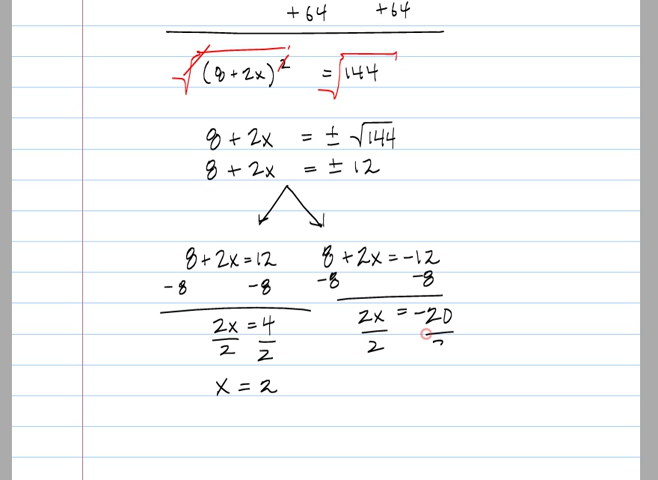 +64 +64
√(8+2x)² = √144
8 + 2x = ± √144
8 + 2x = ± 12
8+2x=12 8+2x=-12
-8 -8 -8 -8
2x = 4 2x = -20
2 2 2 2
x = 2